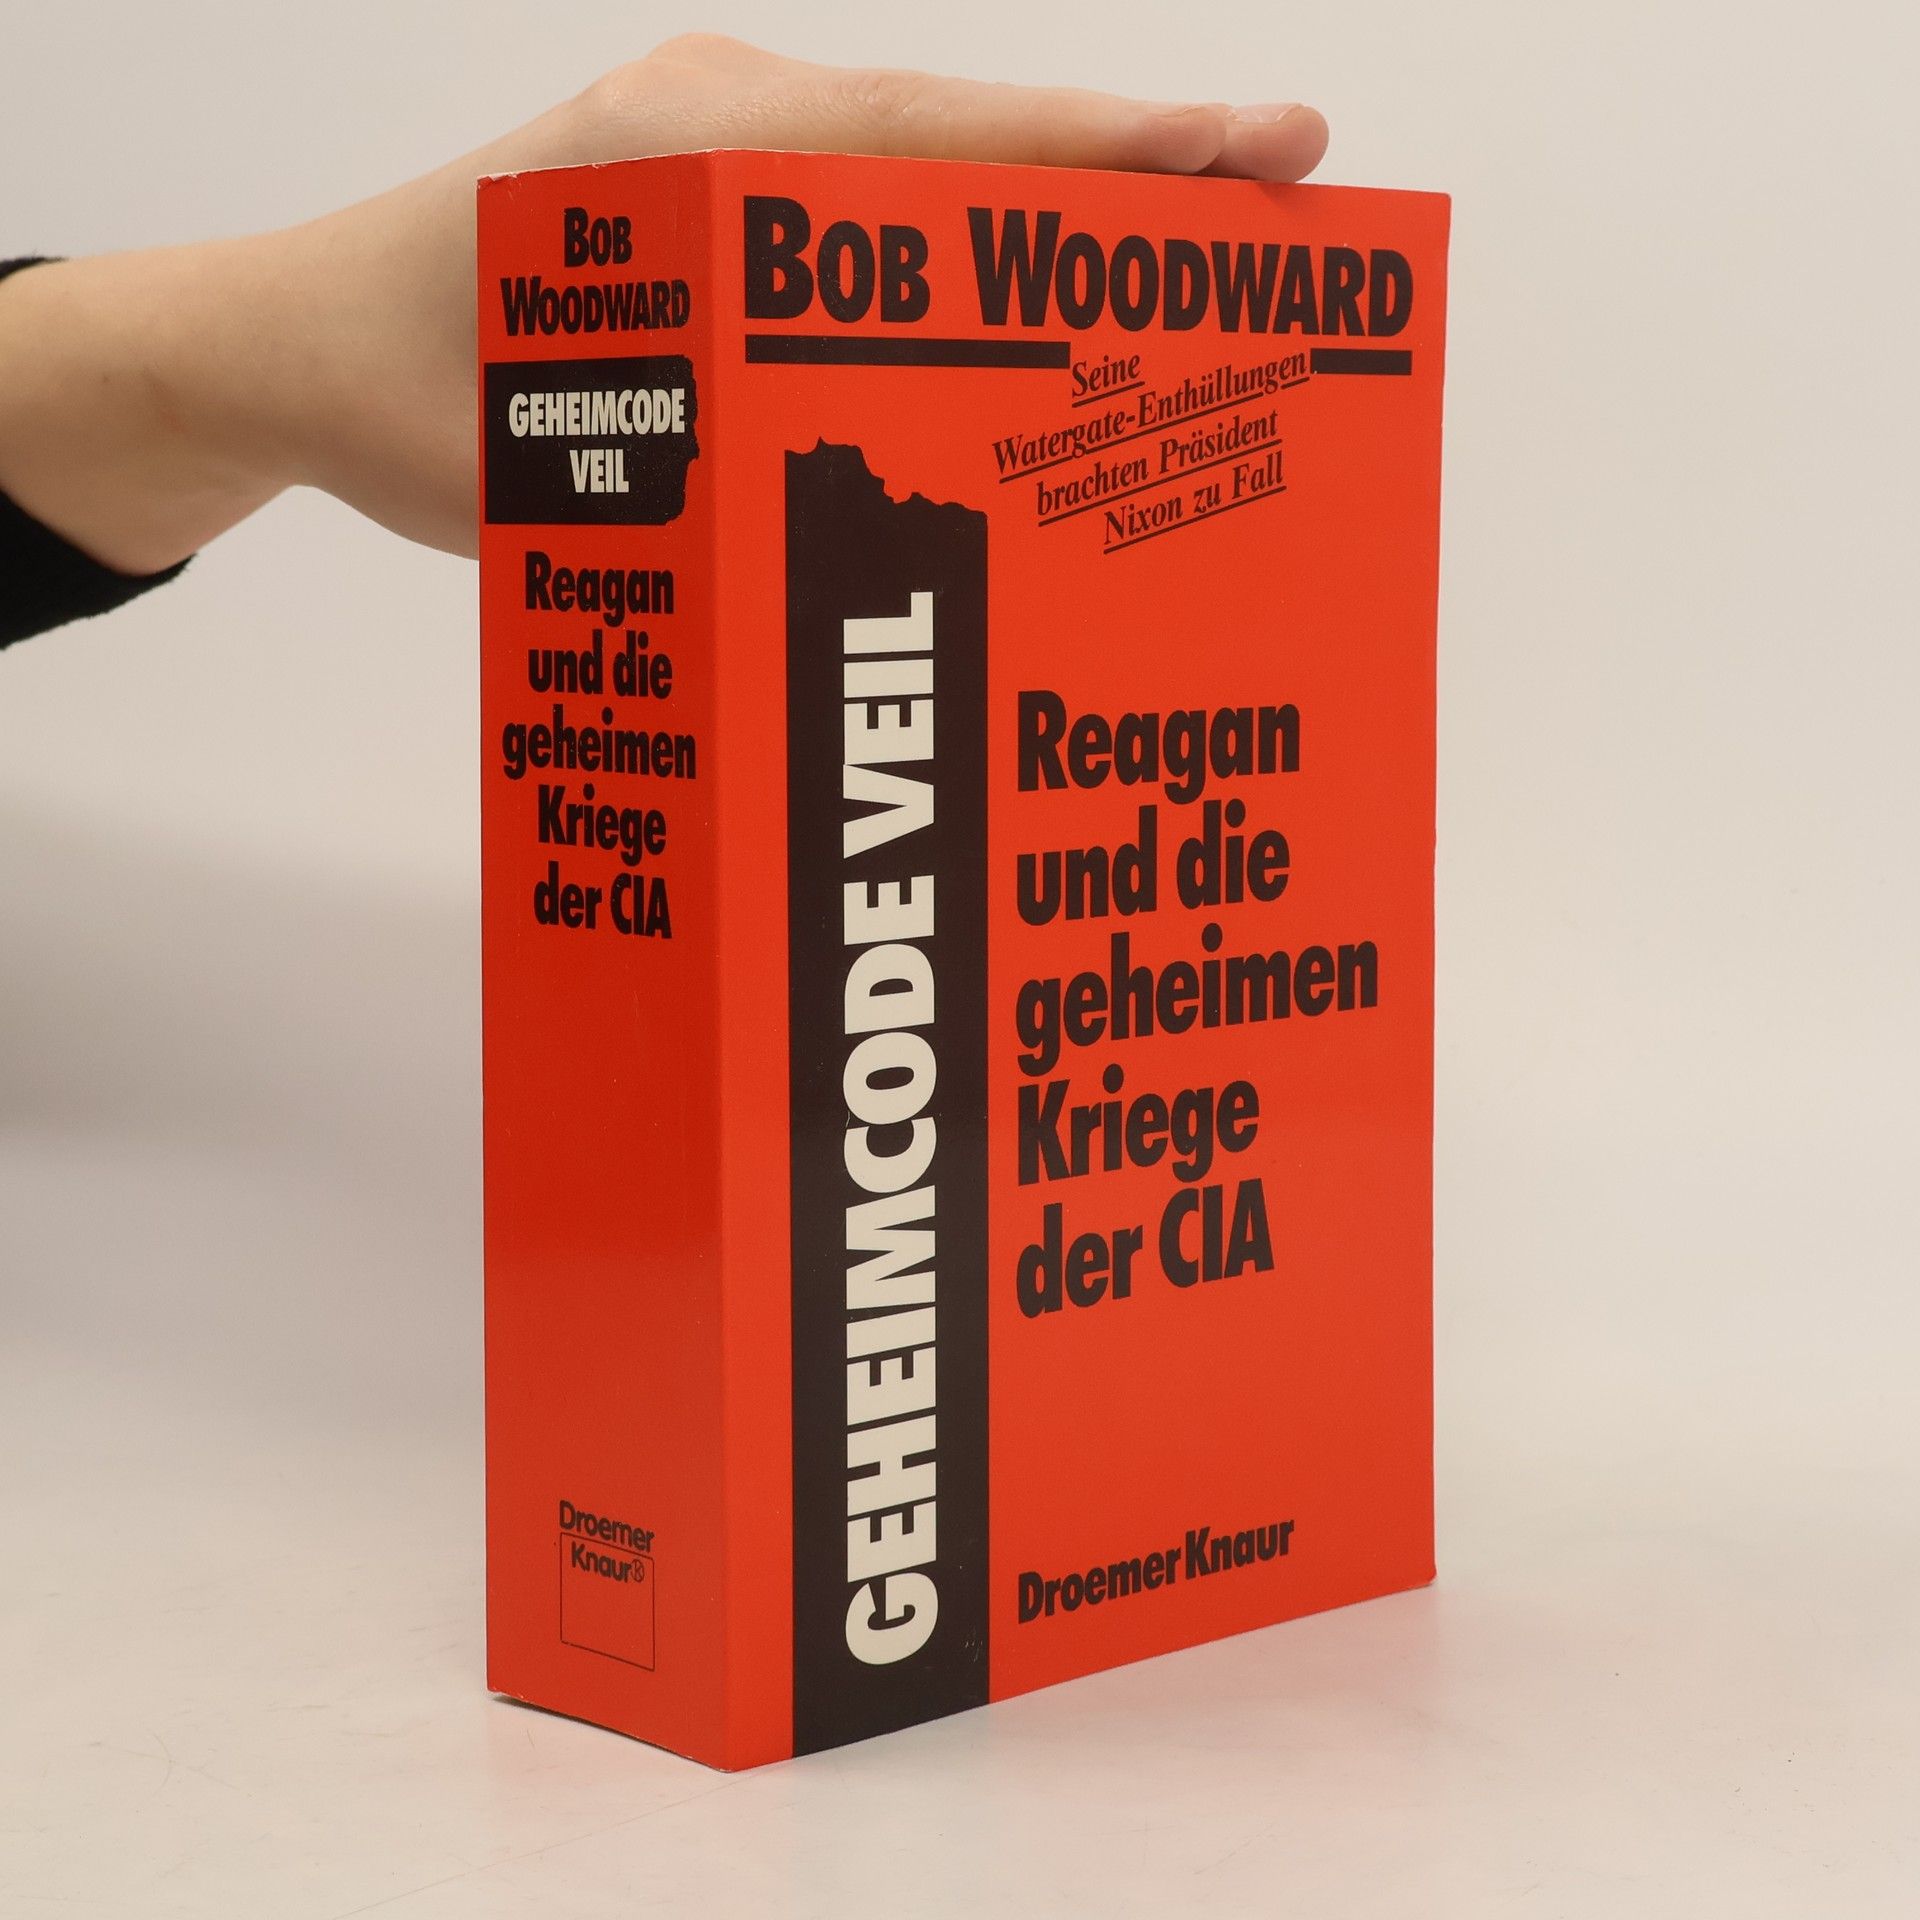 BOB
WOODWARD
GEHEIMCODE
VEIL
Reagan
und die
geheimen
Kriege
der CIA
Droemer
Knaur®
BOB WOODWARD
Seine
Watergate-Enthüllungen
brachten Präsident
Nixon zu Fall
GEHEIMCODE VEIL
Reagan
und die
geheimen
Kriege
der CIA
Droemer Knaur